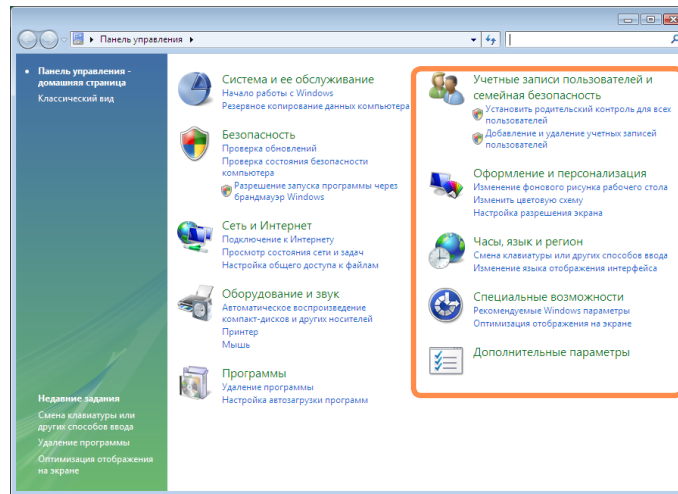 Панель управления
Панель управления -
домашняя страница
Классический вид
Система и ее обслуживание
Начало работы с Windows
Резервное копирование данных компьютера
Безопасность
Проверка обновлений
Проверка состояния безопасности
компьютера
Разрешение запуска программы через
брандмауэр Windows
Сеть и Интернет
Подключение к Интернету
Просмотр состояния сети и задач
Настройка общего доступа к файлам
Оборудование и звук
Автоматическое воспроизведение
компакт-дисков и других носителей
Принтер
Мышь
Программы
Удаление программы
Настройка автозагрузки программ
Учетные записи пользователей и
семейная безопасность
Установить родительский контроль для всех
пользователей
Добавление и удаление учетных записей
пользователей
Оформление и персонализация
Изменение фонового рисунка рабочего стола
Изменить цветовую схему
Настройка разрешения экрана
Часы, язык и регион
Смена клавиатуры или других способов ввода
Изменение языка отображения интерфейса
Специальные возможности
Рекомендуемые Windows параметры
Оптимизация отображения на экране
Дополнительные параметры
Недавние задания
Смена клавиатуры или
других способов ввода
Удаление программы
Оптимизация отображения
на экране